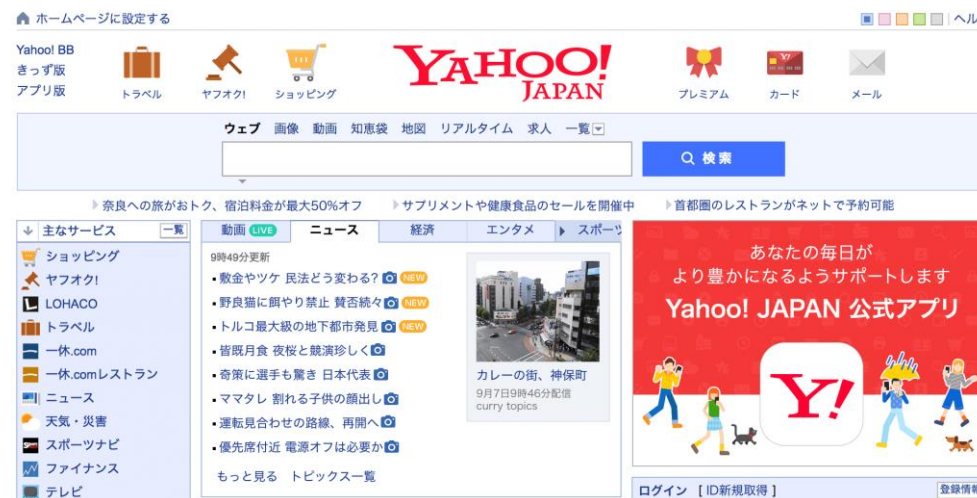 ホームページに設定する
Yahoo! BB
きっず版
アプリ版
トラベル
ヤフオク!
ショッピング
YAHOO!
JAPAN
プレミアム
カード
メール
ウェブ 画像 動画 知恵袋 地図 リアルタイム 求人 一覧
検索
奈良への旅がおトク、宿泊料金が最大50%オフ
サプリメントや健康食品のセールを開催中
首都圏のレストランがネットで予約可能
主なサービス 一覧
ショッピング
ヤフオク!
LOHACO
トラベル
一休.com
一休.comレストラン
ニュース
天気・災害
スポーツナビ
ファイナンス
テレビ
動画 LIVE ニュース 経済 エンタメ スポーツ
9時49分更新
敷金やツケ 民法どう変わる? NEW
野良猫に餌やり禁止 賛否続々 NEW
トルコ最大級の地下都市発見 NEW
皆既月食 夜桜と競演珍しく
奇策に選手も驚き 日本代表
ママタレ 割れる子供の顔出し
運転見合わせの路線、再開へ
優先席付近 電源オフは必要か
もっと見る トピックス一覧
カレーの街、神保町
9月7日9時46分配信
curry topics
あなたの毎日が
より豊かになるようサポートします
Yahoo! JAPAN 公式アプリ
Y!
ログイン [ ID新規取得 ]